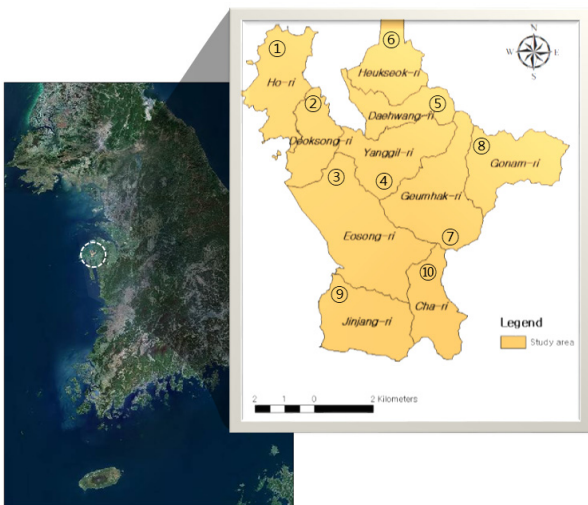 ①
Ho-ri
⑥
Heukseok-ri
N
W E
S
②
Deoksong-ri
Daehwang-ri
⑤
Yanggil-ri
④
③
⑧
Gonam-ri
Geumhak-ri
⑦
Eosong-ri
⑩
Cha-ri
⑨
Jinjang-ri
Legend
Study area
2 1 0 2 Kilometers